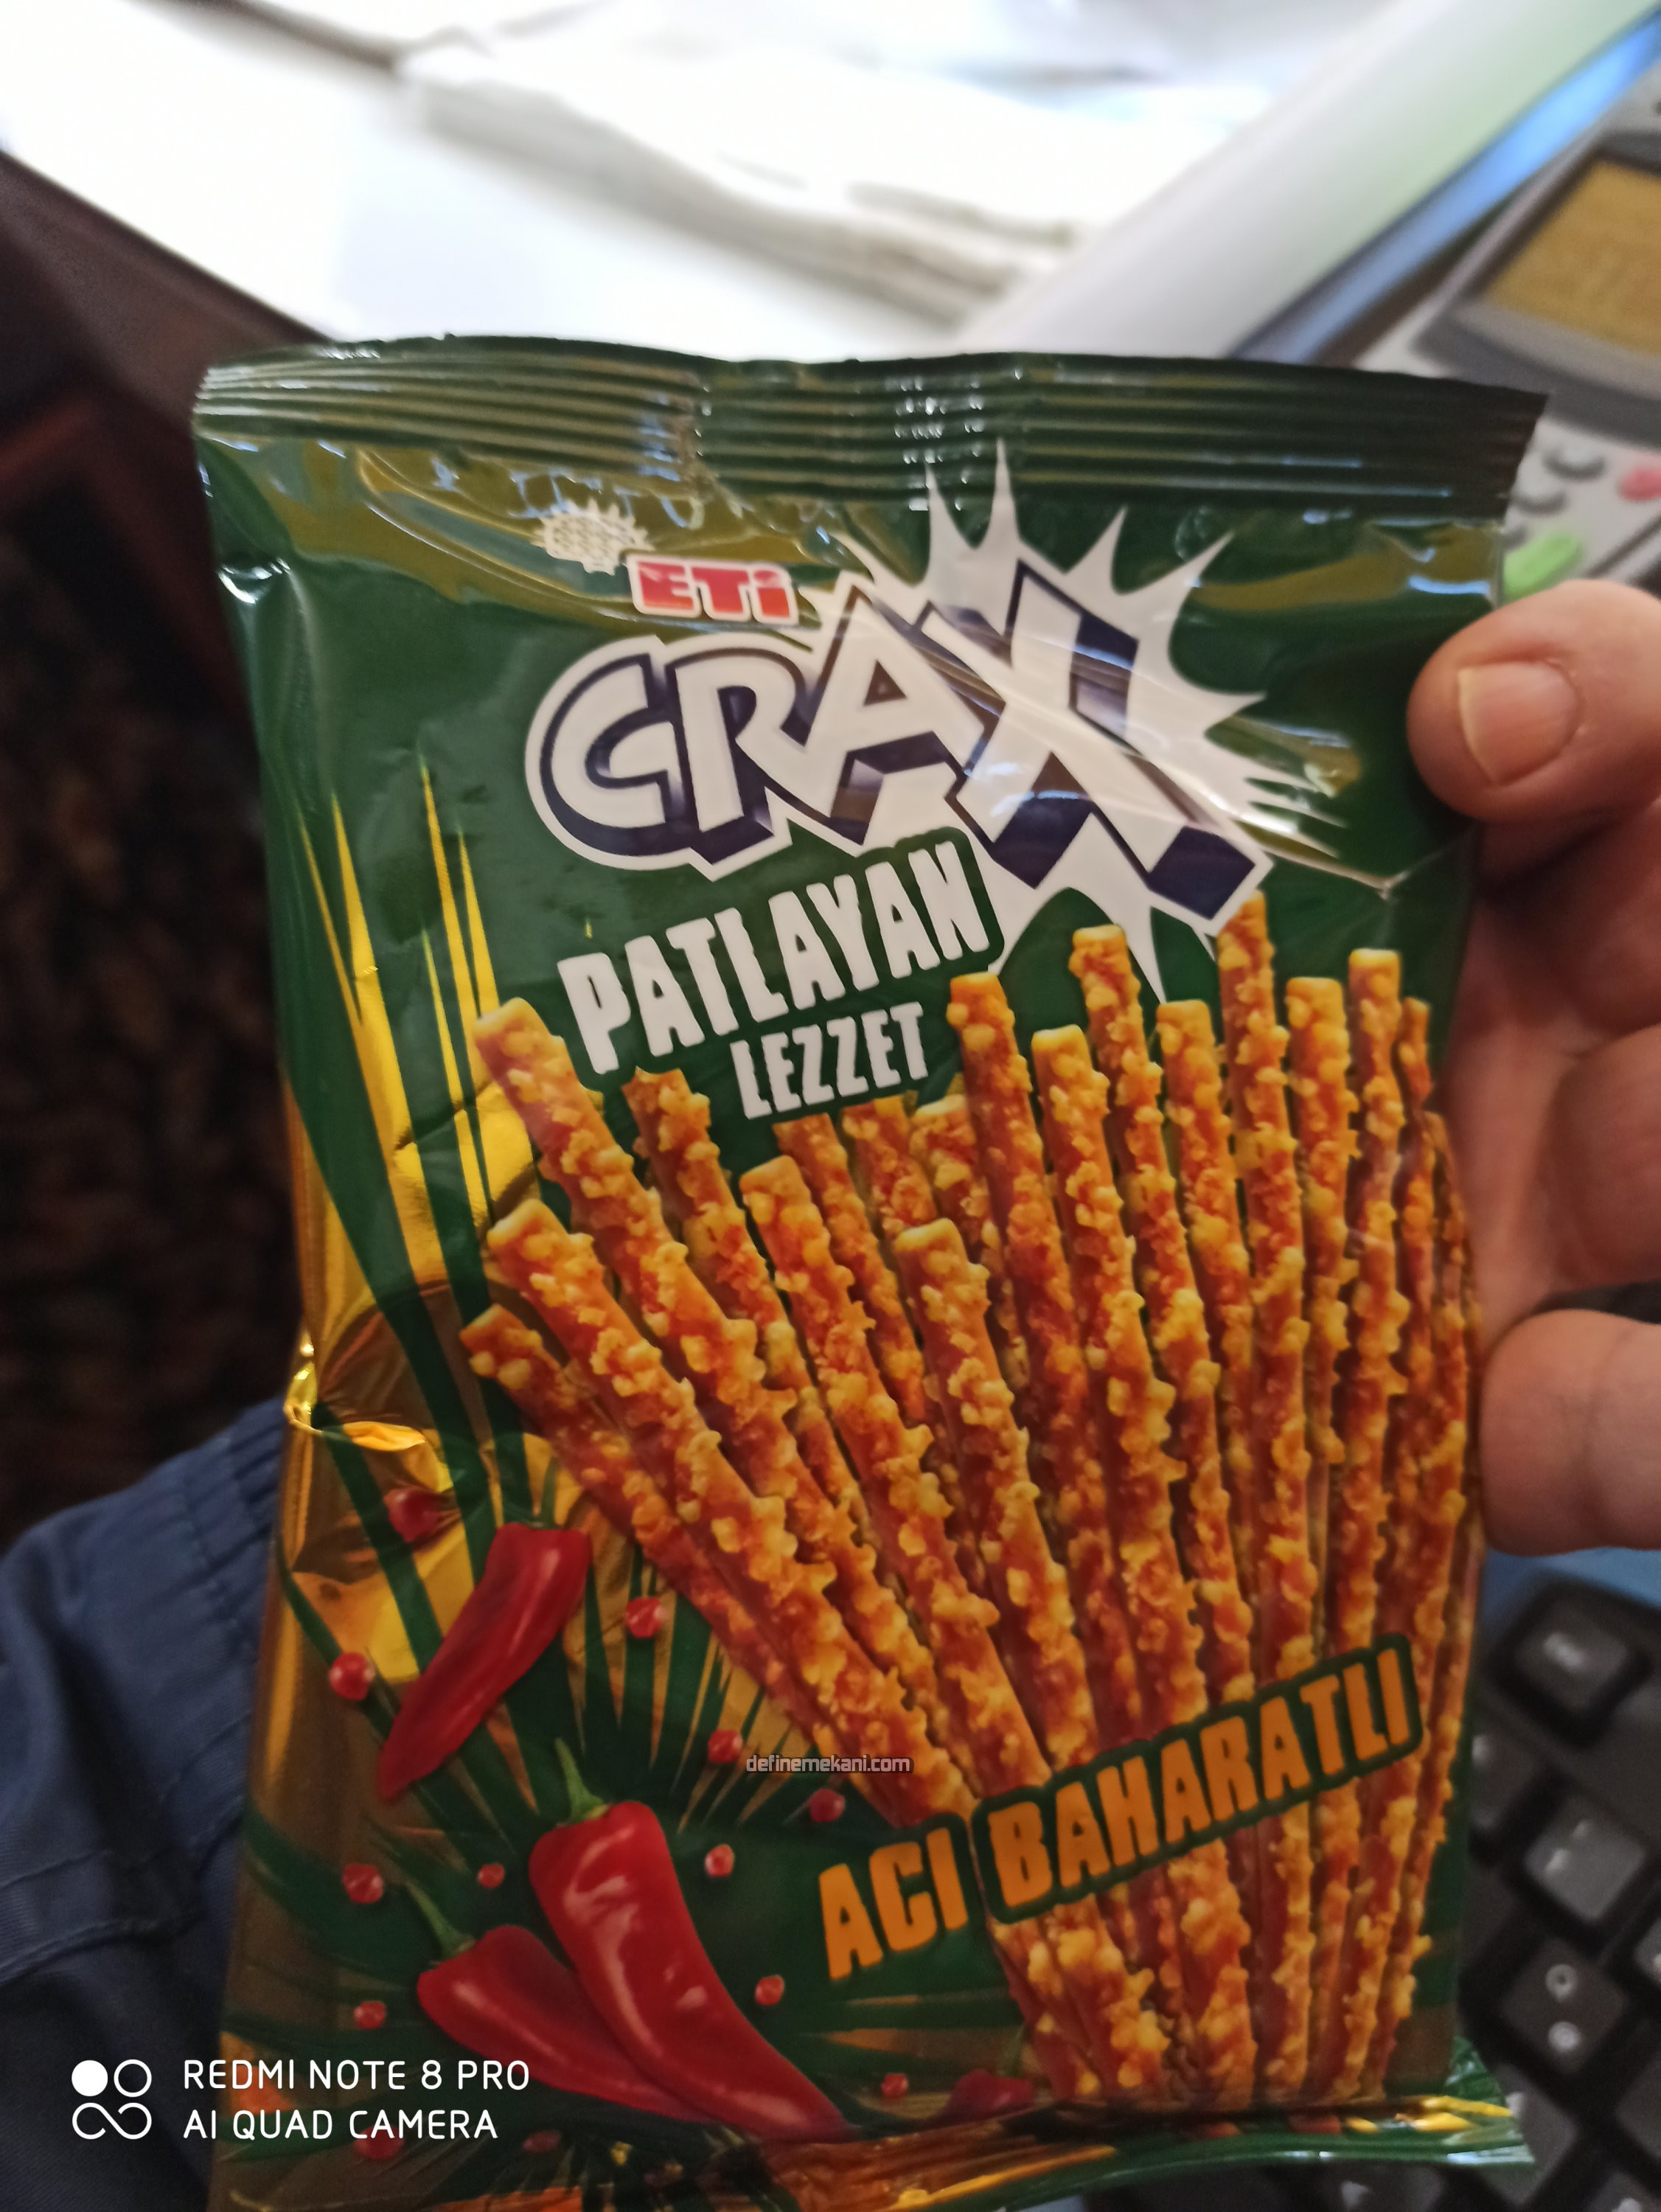 ETİ
CRAX
PATLAYAN
LEZZET
definemekani.com
ACI BAHARATLI
REDMI NOTE 8 PRO
AI QUAD CAMERA